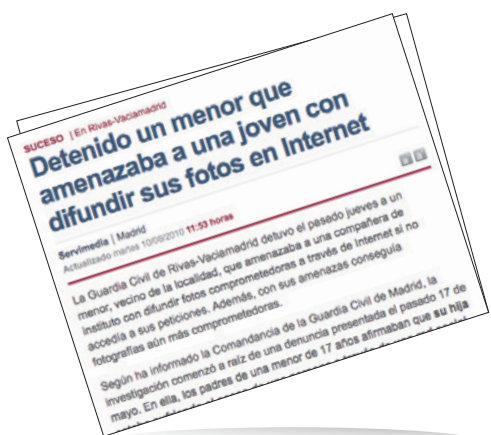 SUCESO | En Rivas-Vaciamadrid
Detenido un menor que
amenazaba a una joven con
difundir sus fotos en Internet
Servimedia | Madrid
Actualizado martes 10/08/2010 11:53 horas
La Guardia Civil de Rivas-Vaciamadrid detuvo el pasado jueves a un
menor, vecino de la localidad, que amenazaba a una compañera de
instituto con difundir fotos comprometedoras a través de Internet si no
accedía a sus peticiones. Además, con sus amenazas conseguía
fotografías aún más comprometedoras.
Según ha informado la Comandancia de la Guardia Civil de Madrid, la
investigación comenzó a raíz de una denuncia presentada el pasado 17 de
mayo. En ella, los padres de una menor de 17 años afirmaban que su hija